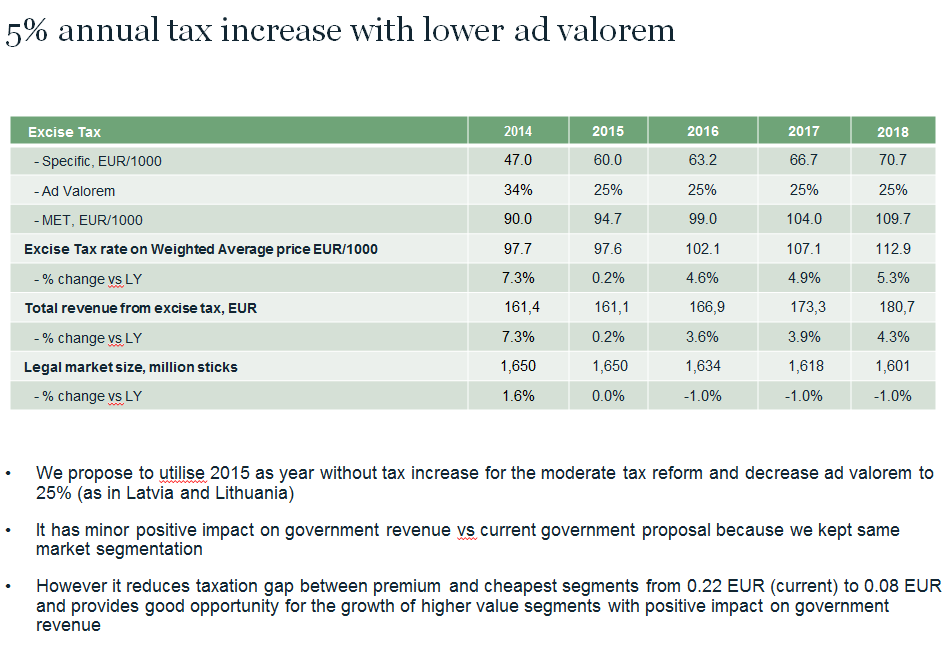 5% annual tax increase with lower ad valorem
Excise Tax 2014 2015 2016 2017 2018
- Specific, EUR/1000 47.0 60.0 63.2 66.7 70.7
- Ad Valorem 34% 25% 25% 25% 25%
- MET, EUR/1000 90.0 94.7 99.0 104.0 109.7
Excise Tax rate on Weighted Average price EUR/1000 97.7 97.6 102.1 107.1 112.9
- % change vs LY 7.3% 0.2% 4.6% 4.9% 5.3%
Total revenue from excise tax, EUR 161,4 161,1 166,9 173,3 180,7
- % change vs LY 7.3% 0.2% 3.6% 3.9% 4.3%
Legal market size, million sticks 1,650 1,650 1,634 1,618 1,601
- % change vs LY 1.6% 0.0% -1.0% -1.0% -1.0%
• We propose to utilise 2015 as year without tax increase for the moderate tax reform and decrease ad valorem to
25% (as in Latvia and Lithuania)
• It has minor positive impact on government revenue vs current government proposal because we kept same
market segmentation
• However it reduces taxation gap between premium and cheapest segments from 0.22 EUR (current) to 0.08 EUR
and provides good opportunity for the growth of higher value segments with positive impact on government
revenue